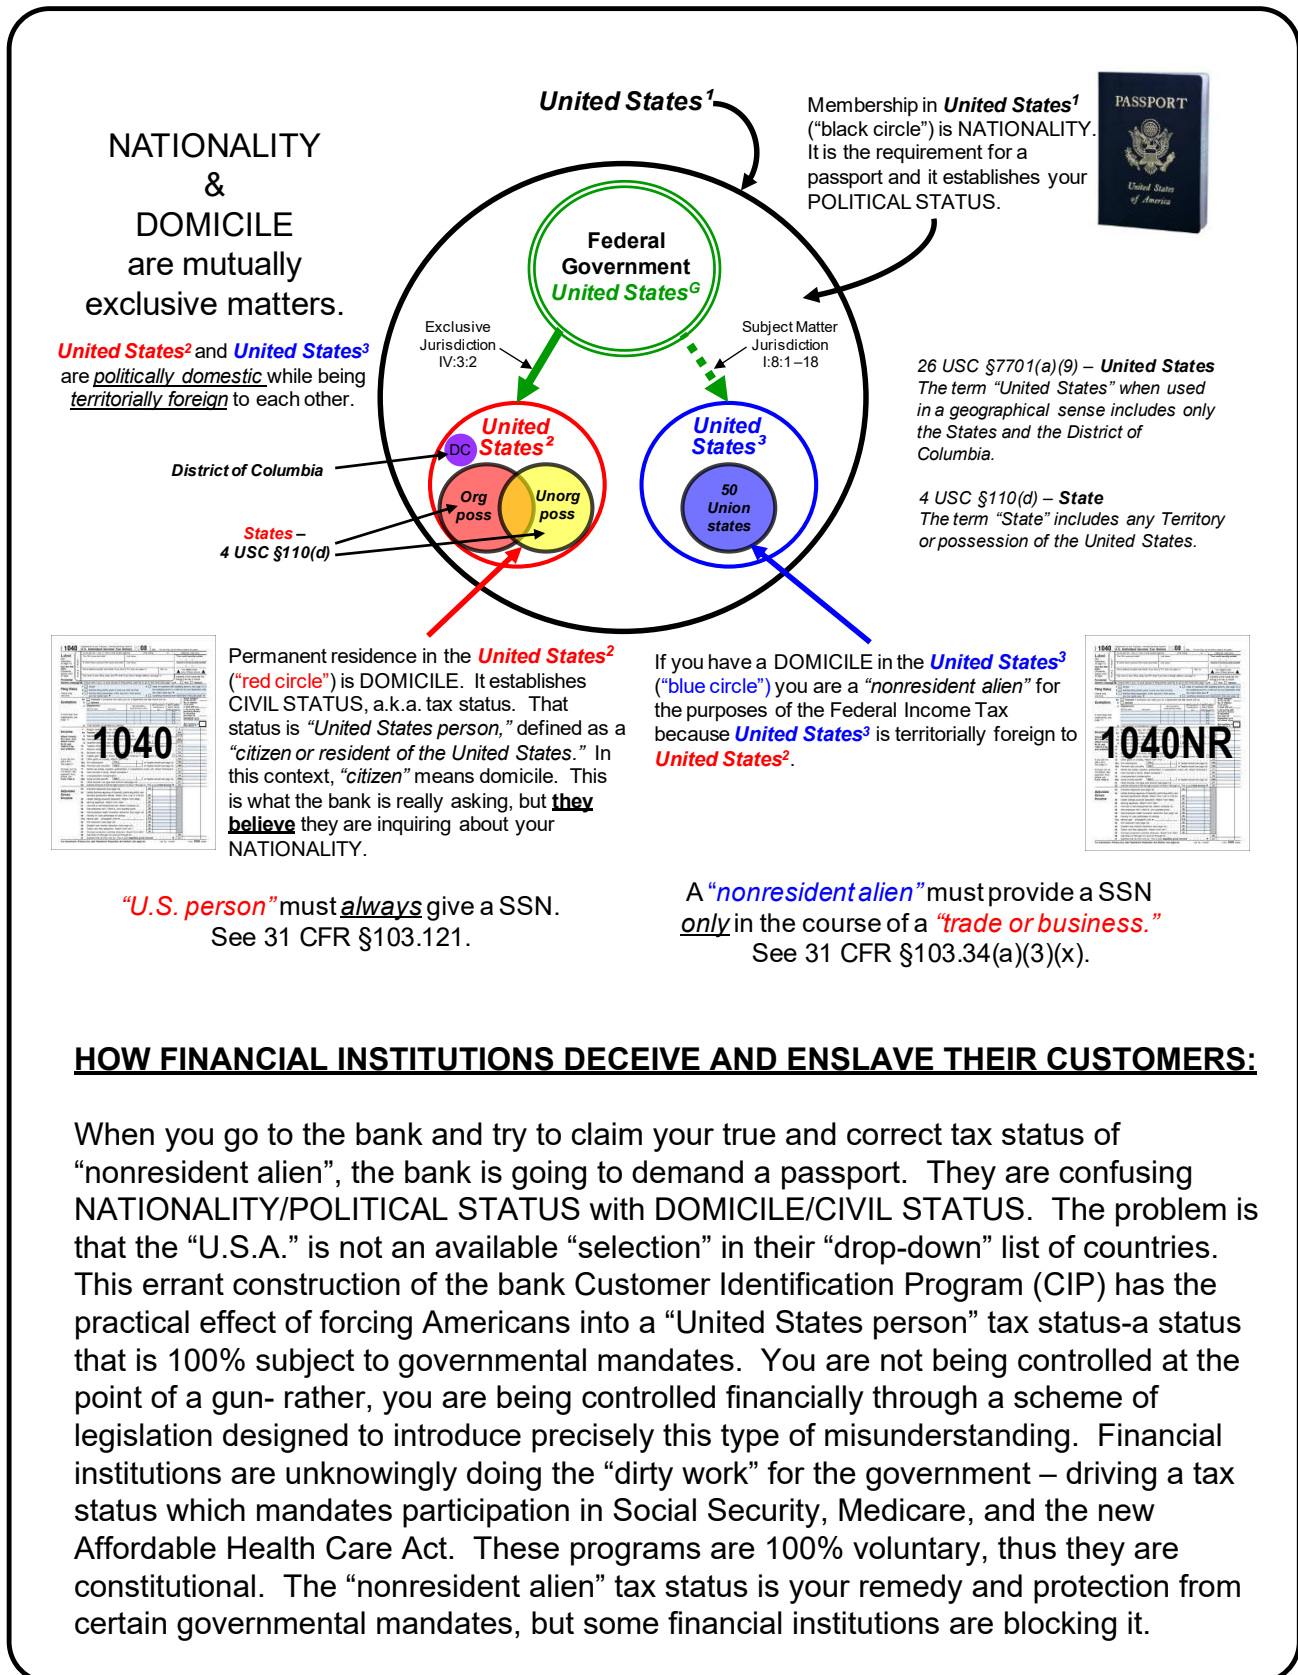 United States¹
Membership in United States¹
(“black circle”) is NATIONALITY.
It is the requirement for a
passport and it establishes your
POLITICAL STATUS.
PASSPORT
United States
of America
NATIONALITY
&
DOMICILE
are mutually
exclusive matters.
United States² and United States³
are politically domestic while being
territorially foreign to each other.
Federal
Government
United Statesᴳ
Exclusive
Jurisdiction
IV:3:2
Subject Matter
Jurisdiction
I:8:1–18
26 USC §7701(a)(9) – United States
The term “United States” when used
in a geographical sense includes only
the States and the District of
Columbia.
4 USC §110(d) – State
The term “State” includes any Territory
or possession of the United States.
United
States²
DC
District of Columbia
Org
poss
Unorg
poss
States –
4 USC §110(d)
United
States³
50
Union
states
1040
1040
Permanent residence in the United States²
(“red circle”) is DOMICILE. It establishes
CIVIL STATUS, a.k.a. tax status. That
status is “United States person,” defined as a
“citizen or resident of the United States.” In
this context, “citizen” means domicile. This
is what the bank is really asking, but they
believe they are inquiring about your
NATIONALITY.
If you have a DOMICILE in the United States³
(“blue circle”) you are a “nonresident alien” for
the purposes of the Federal Income Tax
because United States³ is territorially foreign to
United States².
1040
1040NR
“U.S. person” must always give a SSN.
See 31 CFR §103.121.
A “nonresident alien” must provide a SSN
only in the course of a “trade or business.”
See 31 CFR §103.34(a)(3)(x).
HOW FINANCIAL INSTITUTIONS DECEIVE AND ENSLAVE THEIR CUSTOMERS:
When you go to the bank and try to claim your true and correct tax status of
“nonresident alien”, the bank is going to demand a passport. They are confusing
NATIONALITY/POLITICAL STATUS with DOMICILE/CIVIL STATUS. The problem is
that the “U.S.A.” is not an available “selection” in their “drop-down” list of countries.
This errant construction of the bank Customer Identification Program (CIP) has the
practical effect of forcing Americans into a “United States person” tax status-a status
that is 100% subject to governmental mandates. You are not being controlled at the
point of a gun- rather, you are being controlled financially through a scheme of
legislation designed to introduce precisely this type of misunderstanding. Financial
institutions are unknowingly doing the “dirty work” for the government – driving a tax
status which mandates participation in Social Security, Medicare, and the new
Affordable Health Care Act. These programs are 100% voluntary, thus they are
constitutional. The “nonresident alien” tax status is your remedy and protection from
certain governmental mandates, but some financial institutions are blocking it.